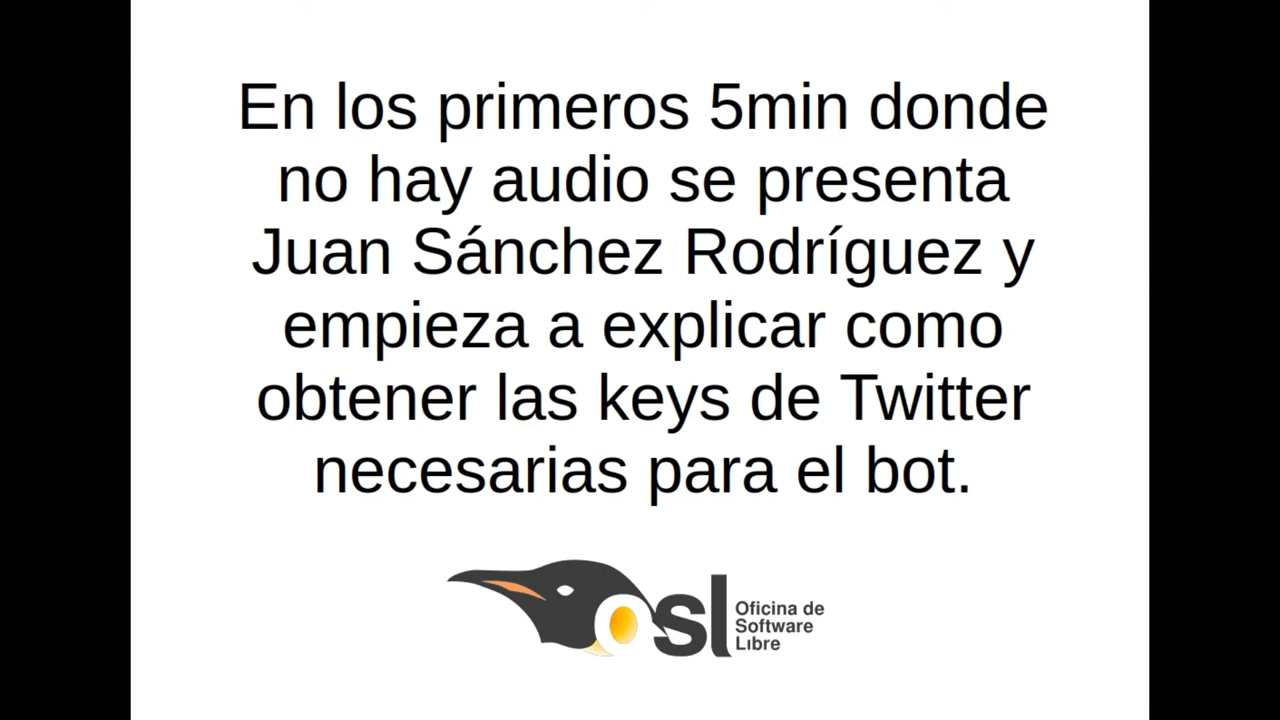 En los primeros 5min donde
no hay audio se presenta
Juan Sánchez Rodríguez y
empieza a explicar como
obtener las keys de Twitter
necesarias para el bot.
osl
Oficina de
Software
Libre